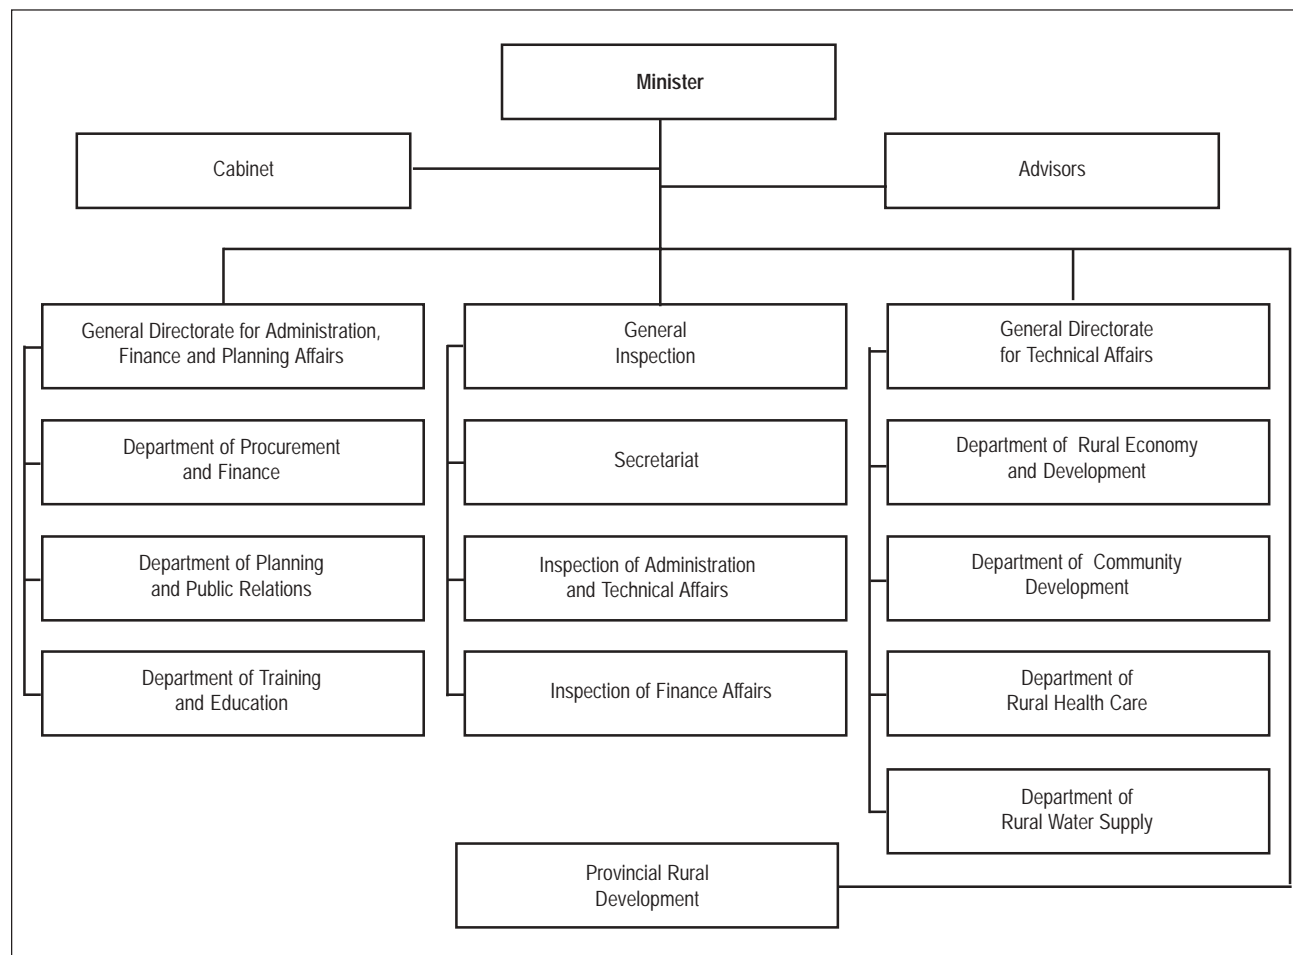 Minister
Cabinet
Advisors
General Directorate for Administration,
Finance and Planning Affairs
Department of Procurement
and Finance
Department of Planning
and Public Relations
Department of Training
and Education
General
Inspection
Secretariat
Inspection of Administration
and Technical Affairs
Inspection of Finance Affairs
General Directorate
for Technical Affairs
Department of Rural Economy
and Development
Department of Community
Development
Department of
Rural Health Care
Department of
Rural Water Supply
Provincial Rural
Development